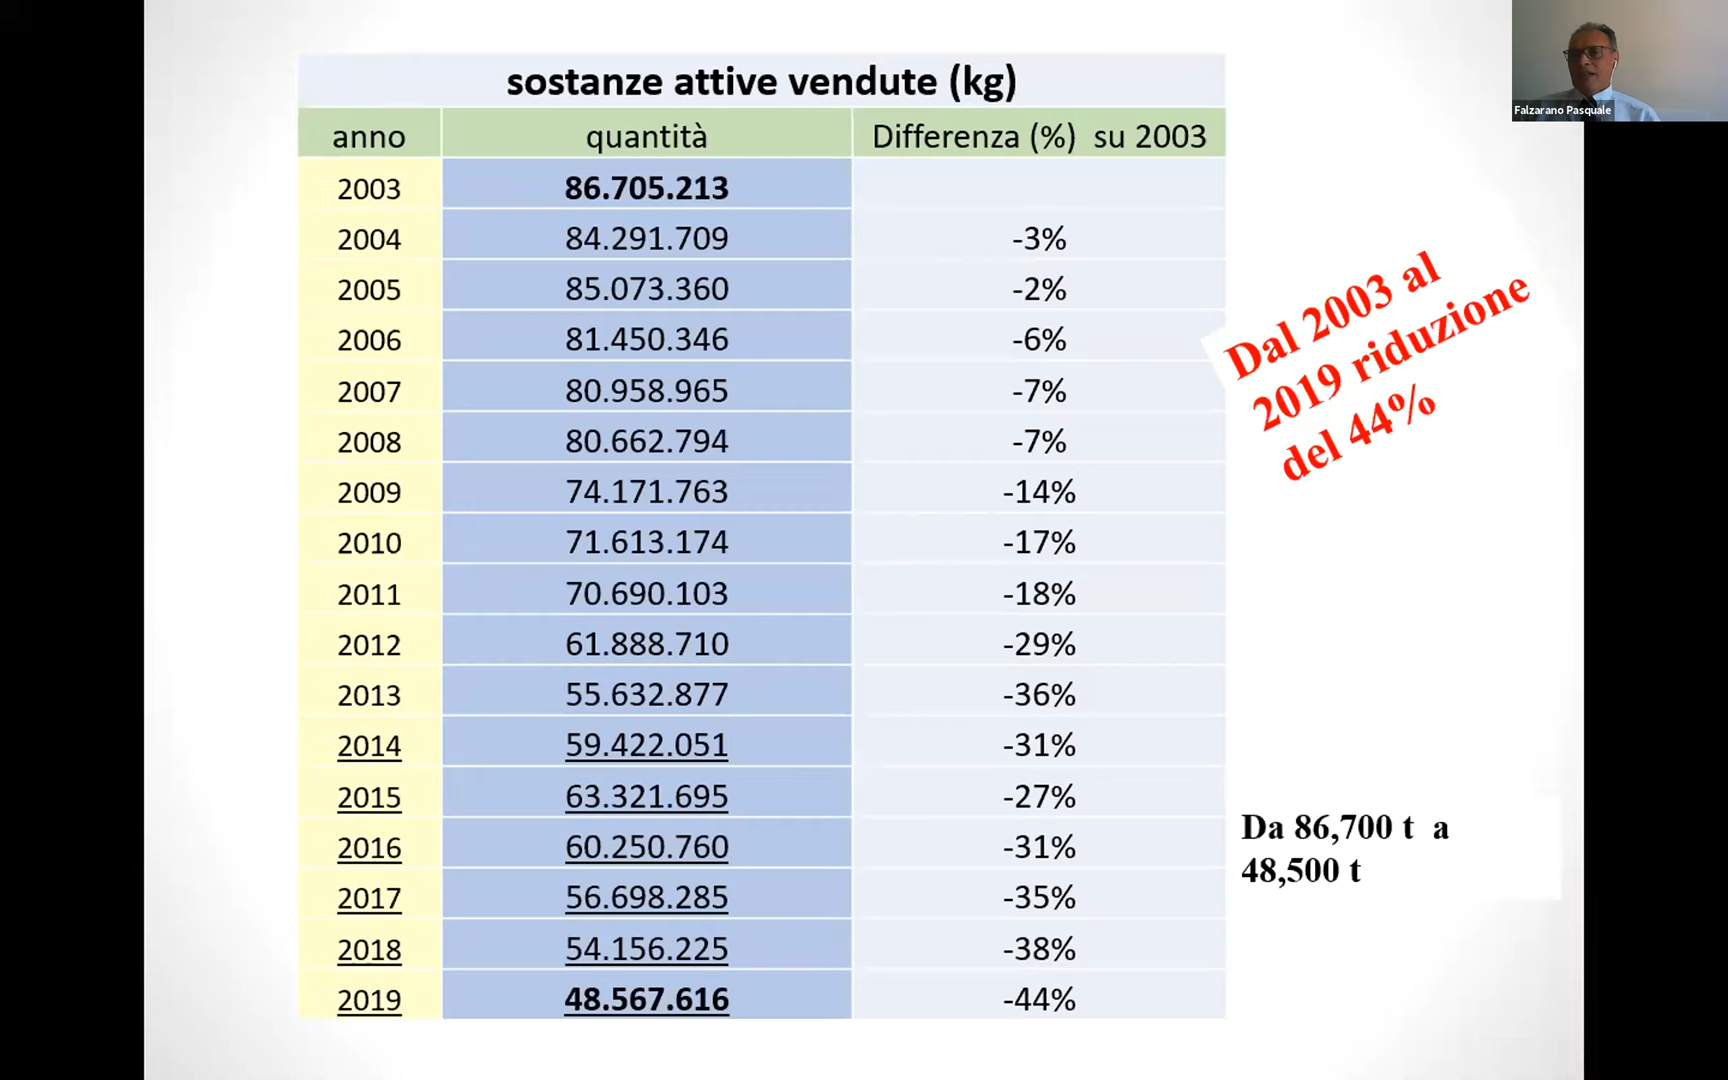 sostanze attive vendute (kg)
anno quantità Differenza (%) su 2003
2003 86.705.213
2004 84.291.709 -3%
2005 85.073.360 -2%
2006 81.450.346 -6%
2007 80.958.965 -7%
2008 80.662.794 -7%
2009 74.171.763 -14%
2010 71.613.174 -17%
2011 70.690.103 -18%
2012 61.888.710 -29%
2013 55.632.877 -36%
2014 59.422.051 -31%
2015 63.321.695 -27%
2016 60.250.760 -31%
2017 56.698.285 -35%
2018 54.156.225 -38%
2019 48.567.616 -44%
Dal 2003 al
2019 riduzione
del 44%
Da 86,700 t a
48,500 t
Falzarano Pasquale